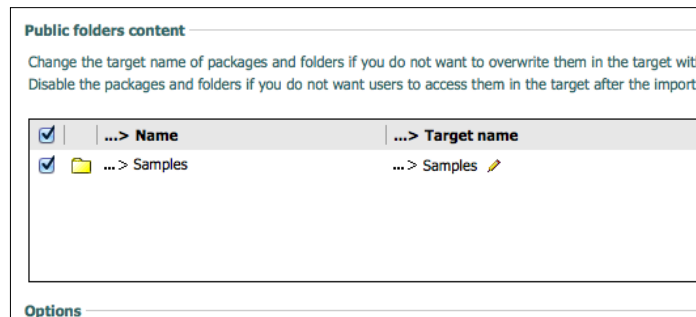 Public folders content
Change the target name of packages and folders if you do not want to overwrite them in the target wit
Disable the packages and folders if you do not want users to access them in the target after the import
...> Name ...> Target name
...> Samples ...> Samples
Options